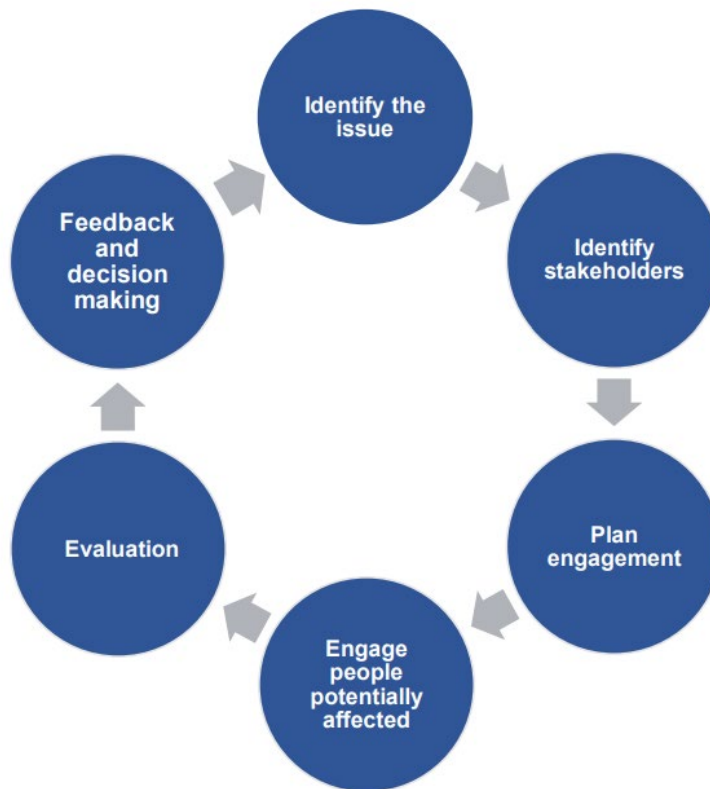 Identify the
issue
Identify
stakeholders
Plan
engagement
Engage
people
potentially
affected
Evaluation
Feedback
and
decision
making